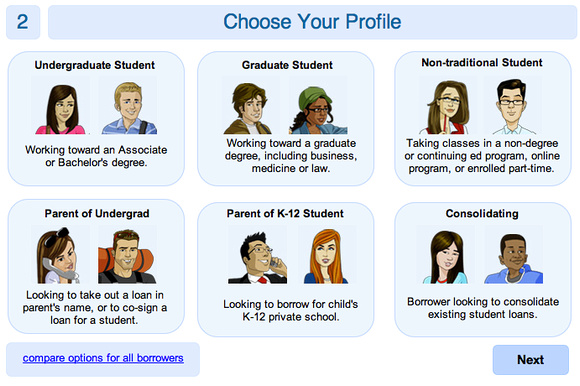 2
Choose Your Profile
Undergraduate Student
Working toward an Associate
or Bachelor's degree.
Graduate Student
Working toward a graduate
degree, including business,
medicine or law.
Non-traditional Student
Taking classes in a non-degree
or continuing ed program, online
program, or enrolled part-time.
Parent of Undergrad
Looking to take out a loan in
parent's name, or to co-sign a
loan for a student.
Parent of K-12 Student
Looking to borrow for child's
K-12 private school.
Consolidating
Borrower looking to consolidate
existing student loans.
compare options for all borrowers
Next